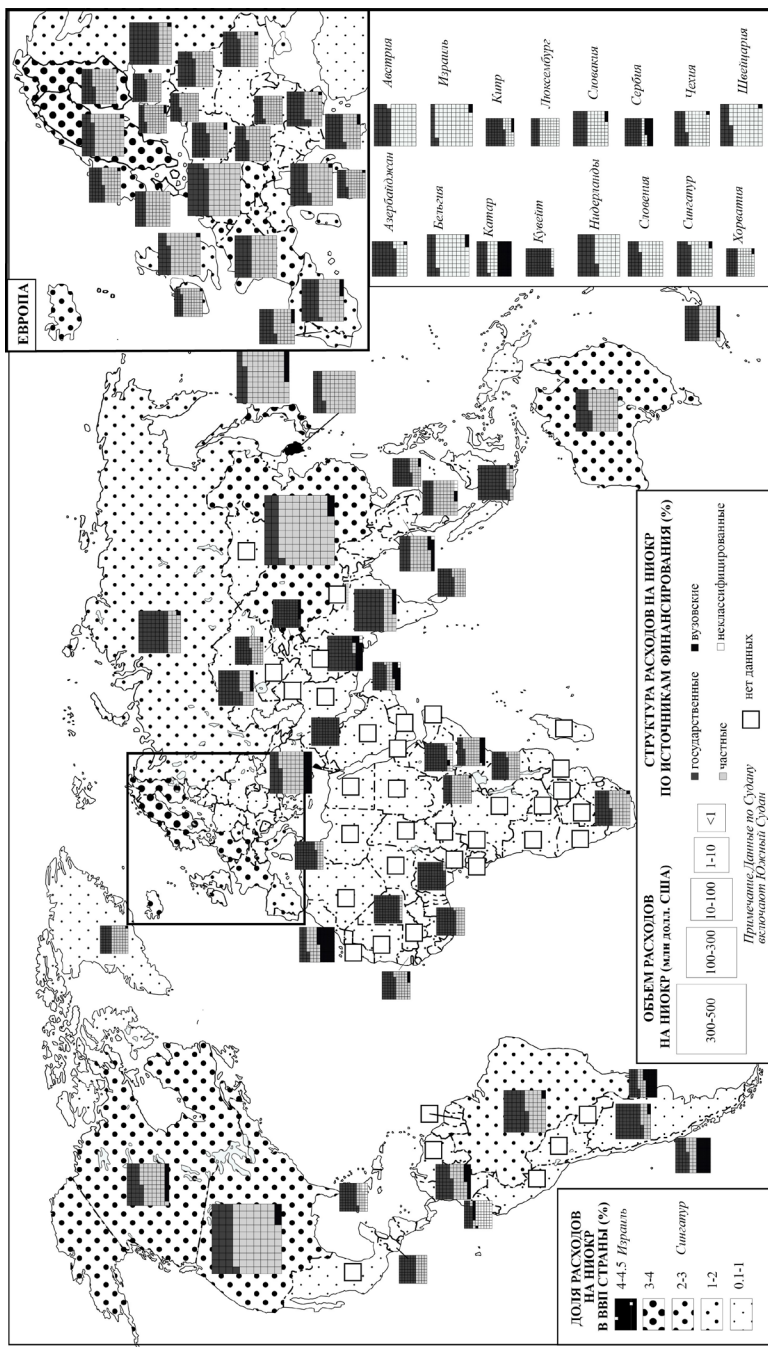 ЕВРОПА
Азербайджан
Австрия
Бельгия
Израиль
Катар
Кипр
Кувейт
Люксембург
Нидерланды
Словакия
Словения
Сербия
Сингапур
Чехия
Хорватия
Швейцария
ДОЛЯ РАСХОДОВ
НА НИОКР
В ВВП СТРАНЫ (%)
4-4.5 Израиль
3-4
2-3 Сингапур
1-2
0.1-1
ОБЪЕМ РАСХОДОВ
НА НИОКР (млн долл. США)
300-500
100-300
10-100
1-10
<1
СТРУКТУРА РАСХОДОВ НА НИОКР
ПО ИСТОЧНИКАМ ФИНАНСИРОВАНИЯ (%)
государственные
вузовские
частные
неклассифицированные
нет данных
Примечание.Данные по Судану
включают Южный Судан